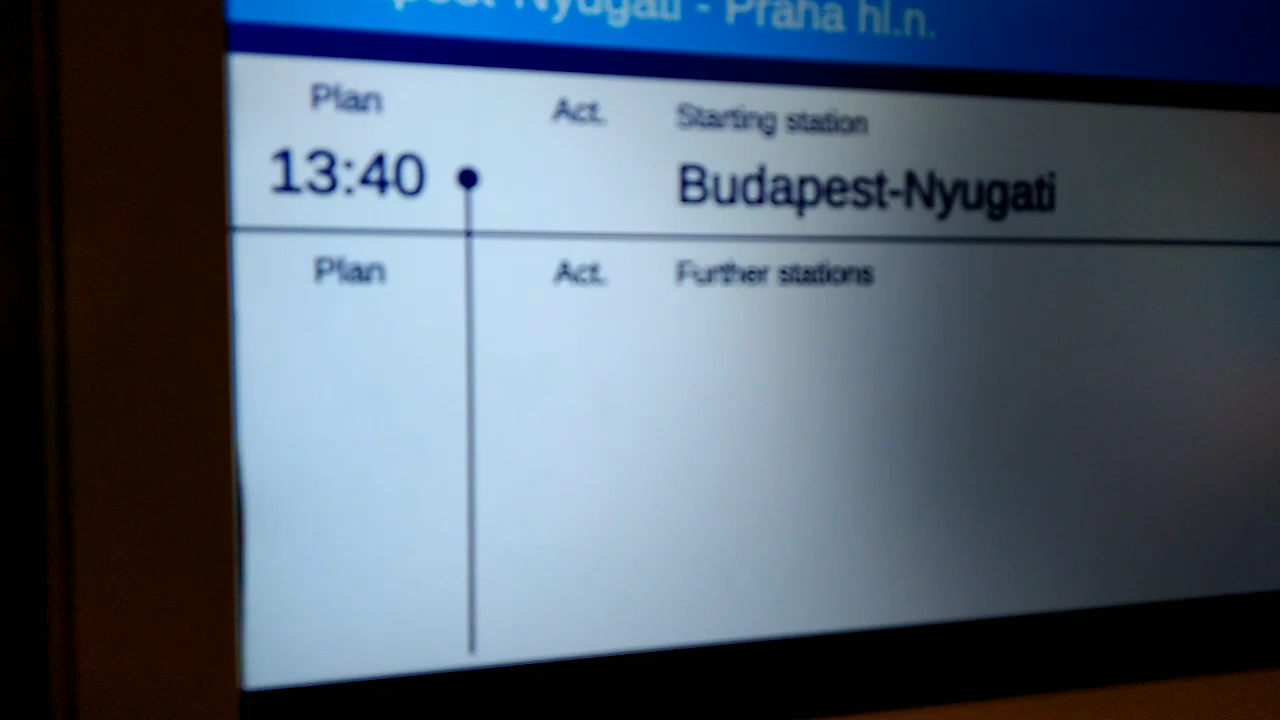 -Nyugati - Praha hl.n.
Plan Act. Starting station
13:40 Budapest-Nyugati
Plan Act. Further stations